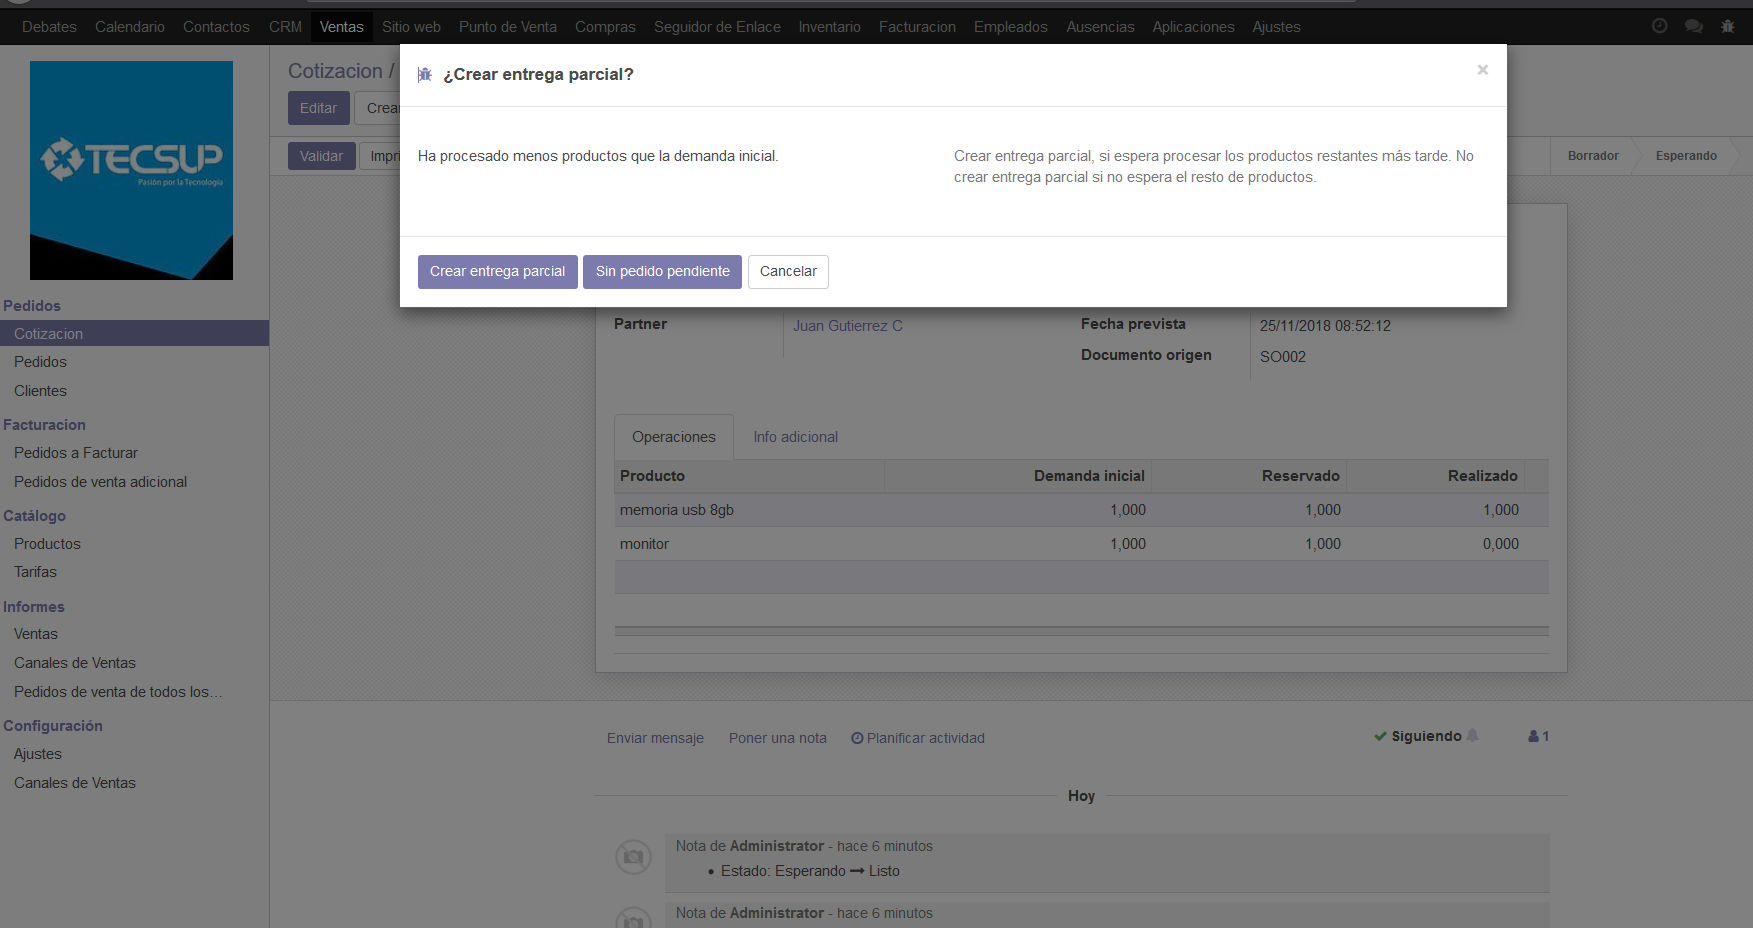 Debates Calendario Contactos CRM Ventas Sitio web Punto de Venta Compras Seguidor de Enlace Inventario Facturacion Empleados Ausencias Aplicaciones Ajustes
TECSUP
Pasión por la Tecnología
Pedidos
Cotizacion
Pedidos
Clientes
Facturacion
Pedidos a Facturar
Pedidos de venta adicional
Catálogo
Productos
Tarifas
Informes
Ventas
Canales de Ventas
Pedidos de venta de todos los...
Configuración
Ajustes
Canales de Ventas
Cotizacion /
Editar Crea
Validar Impri
Borrador Esperando
¿Crear entrega parcial? ×
Ha procesado menos productos que la demanda inicial.
Crear entrega parcial, si espera procesar los productos restantes más tarde. No
crear entrega parcial si no espera el resto de productos.
Crear entrega parcial Sin pedido pendiente Cancelar
Partner Juan Gutierrez C Fecha prevista 25/11/2018 08:52:12
Documento origen SO002
Operaciones Info adicional
Producto Demanda inicial Reservado Realizado
memoria usb 8gb 1,000 1,000 1,000
monitor 1,000 1,000 0,000
Enviar mensaje Poner una nota Planificar actividad Siguiendo 1
Hoy
Nota de Administrator - hace 6 minutos
• Estado: Esperando → Listo
Nota de Administrator - hace 6 minutos